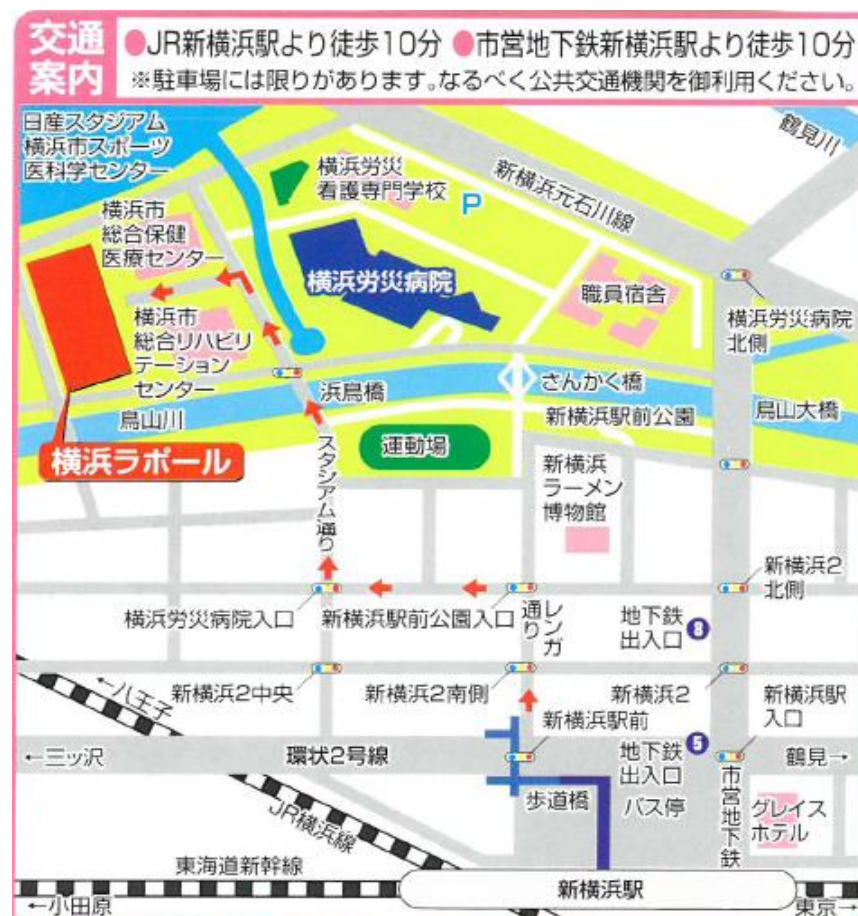 交通
案内
●JR新横浜駅より徒歩10分 ●市営地下鉄新横浜駅より徒歩10分
※駐車場には限りがあります。なるべく公共交通機関を御利用ください。
日産スタジアム
横浜市スポーツ
医科学センター
横浜労災
看護専門学校
P
新横浜元石川線
鶴見川
横浜市
総合保健
医療センター
横浜労災病院
職員宿舎
横浜労災病院
北側
横浜市
総合リハビリ
テーション
センター
浜鳥橋
さんかく橋
鳥山川
新横浜駅前公園
鳥山大橋
横浜ラポール
スタジアム通り
運動場
新横浜
ラーメン
博物館
横浜労災病院入口
新横浜駅前公園入口
レンガ
通り
地下鉄
出入口
8
新横浜2
北側
←八王子
新横浜2中央
新横浜2南側
新横浜2
新横浜駅
入口
←三ッ沢
環状2号線
新横浜駅前
地下鉄
出入口
5
鶴見→
JR横浜線
歩道橋
バス停
市営地下鉄
グレイス
ホテル
東海道新幹線
新横浜駅
←小田原
東京→